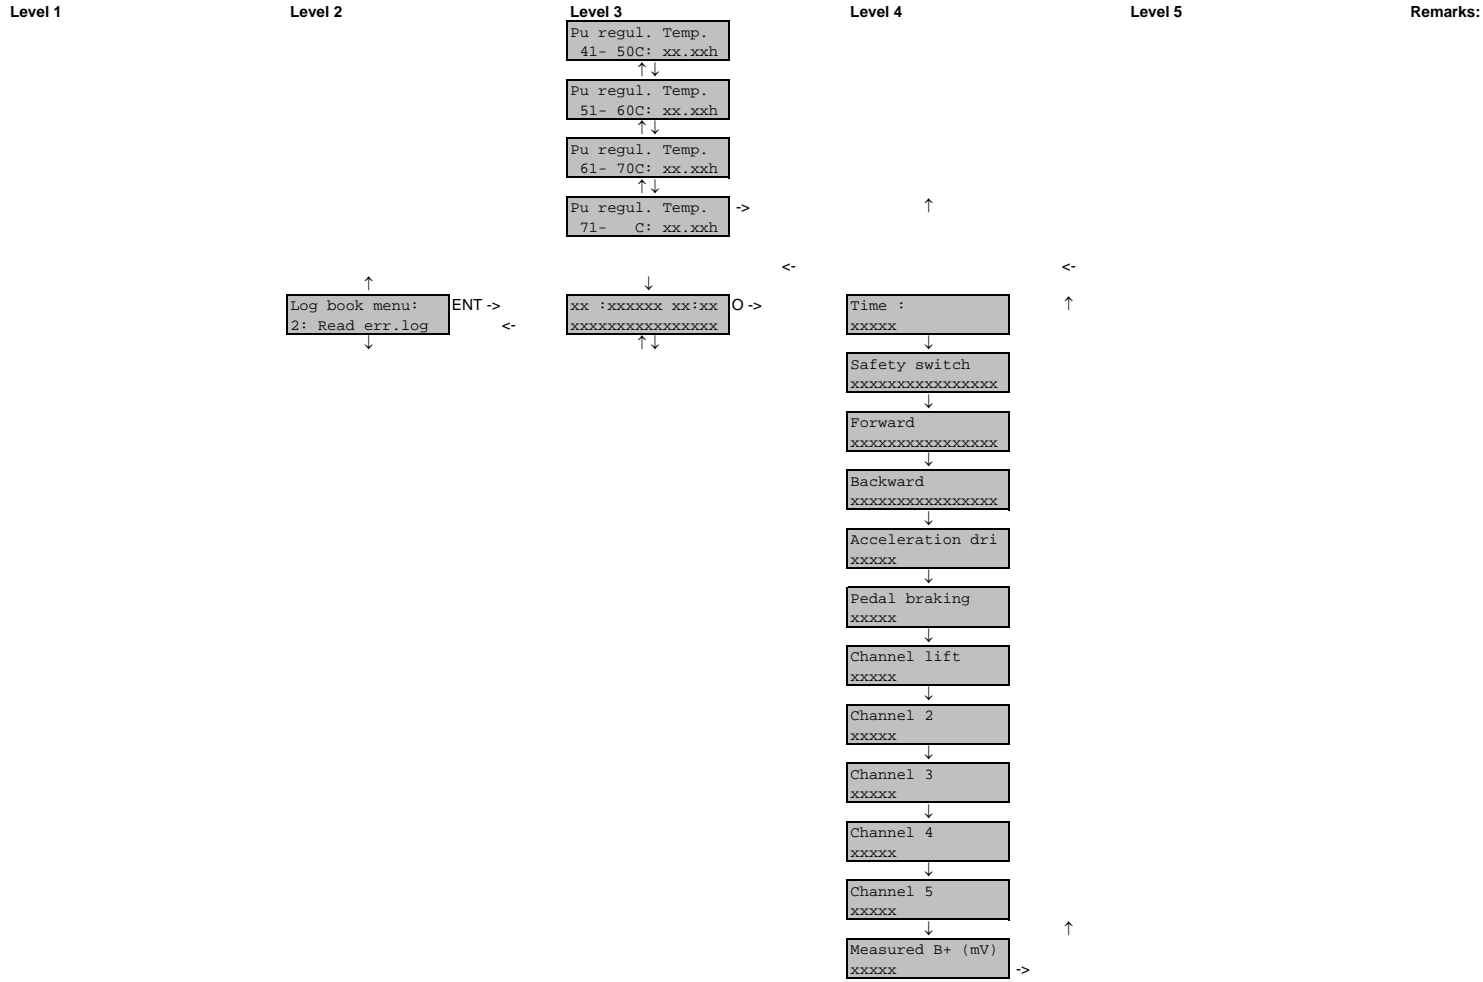 Level 1 Level 2 Level 3 Level 4 Level 5 Remarks:
Pu regul. Temp.
41- 50C: xx.xxh
↑↓
Pu regul. Temp.
51- 60C: xx.xxh
↑↓
Pu regul. Temp.
61- 70C: xx.xxh
↑↓
Pu regul. Temp. -> ↑
71- C: xx.xxh
<- <-
↑ ↓
Log book menu: ENT -> xx :xxxxxx xx:xx O -> Time : ↑
2: Read err.log <- xxxxxxxxxxxxxxxx xxxxx
↓ ↑↓ ↓
Safety switch
xxxxxxxxxxxxxxxx
↓
Forward
xxxxxxxxxxxxxxxx
↓
Backward
xxxxxxxxxxxxxxxx
↓
Acceleration dri
xxxxx
↓
Pedal braking
xxxxx
↓
Channel lift
xxxxx
↓
Channel 2
xxxxx
↓
Channel 3
xxxxx
↓
Channel 4
xxxxx
↓
Channel 5
xxxxx
↓ ↑
Measured B+ (mV)
xxxxx ->